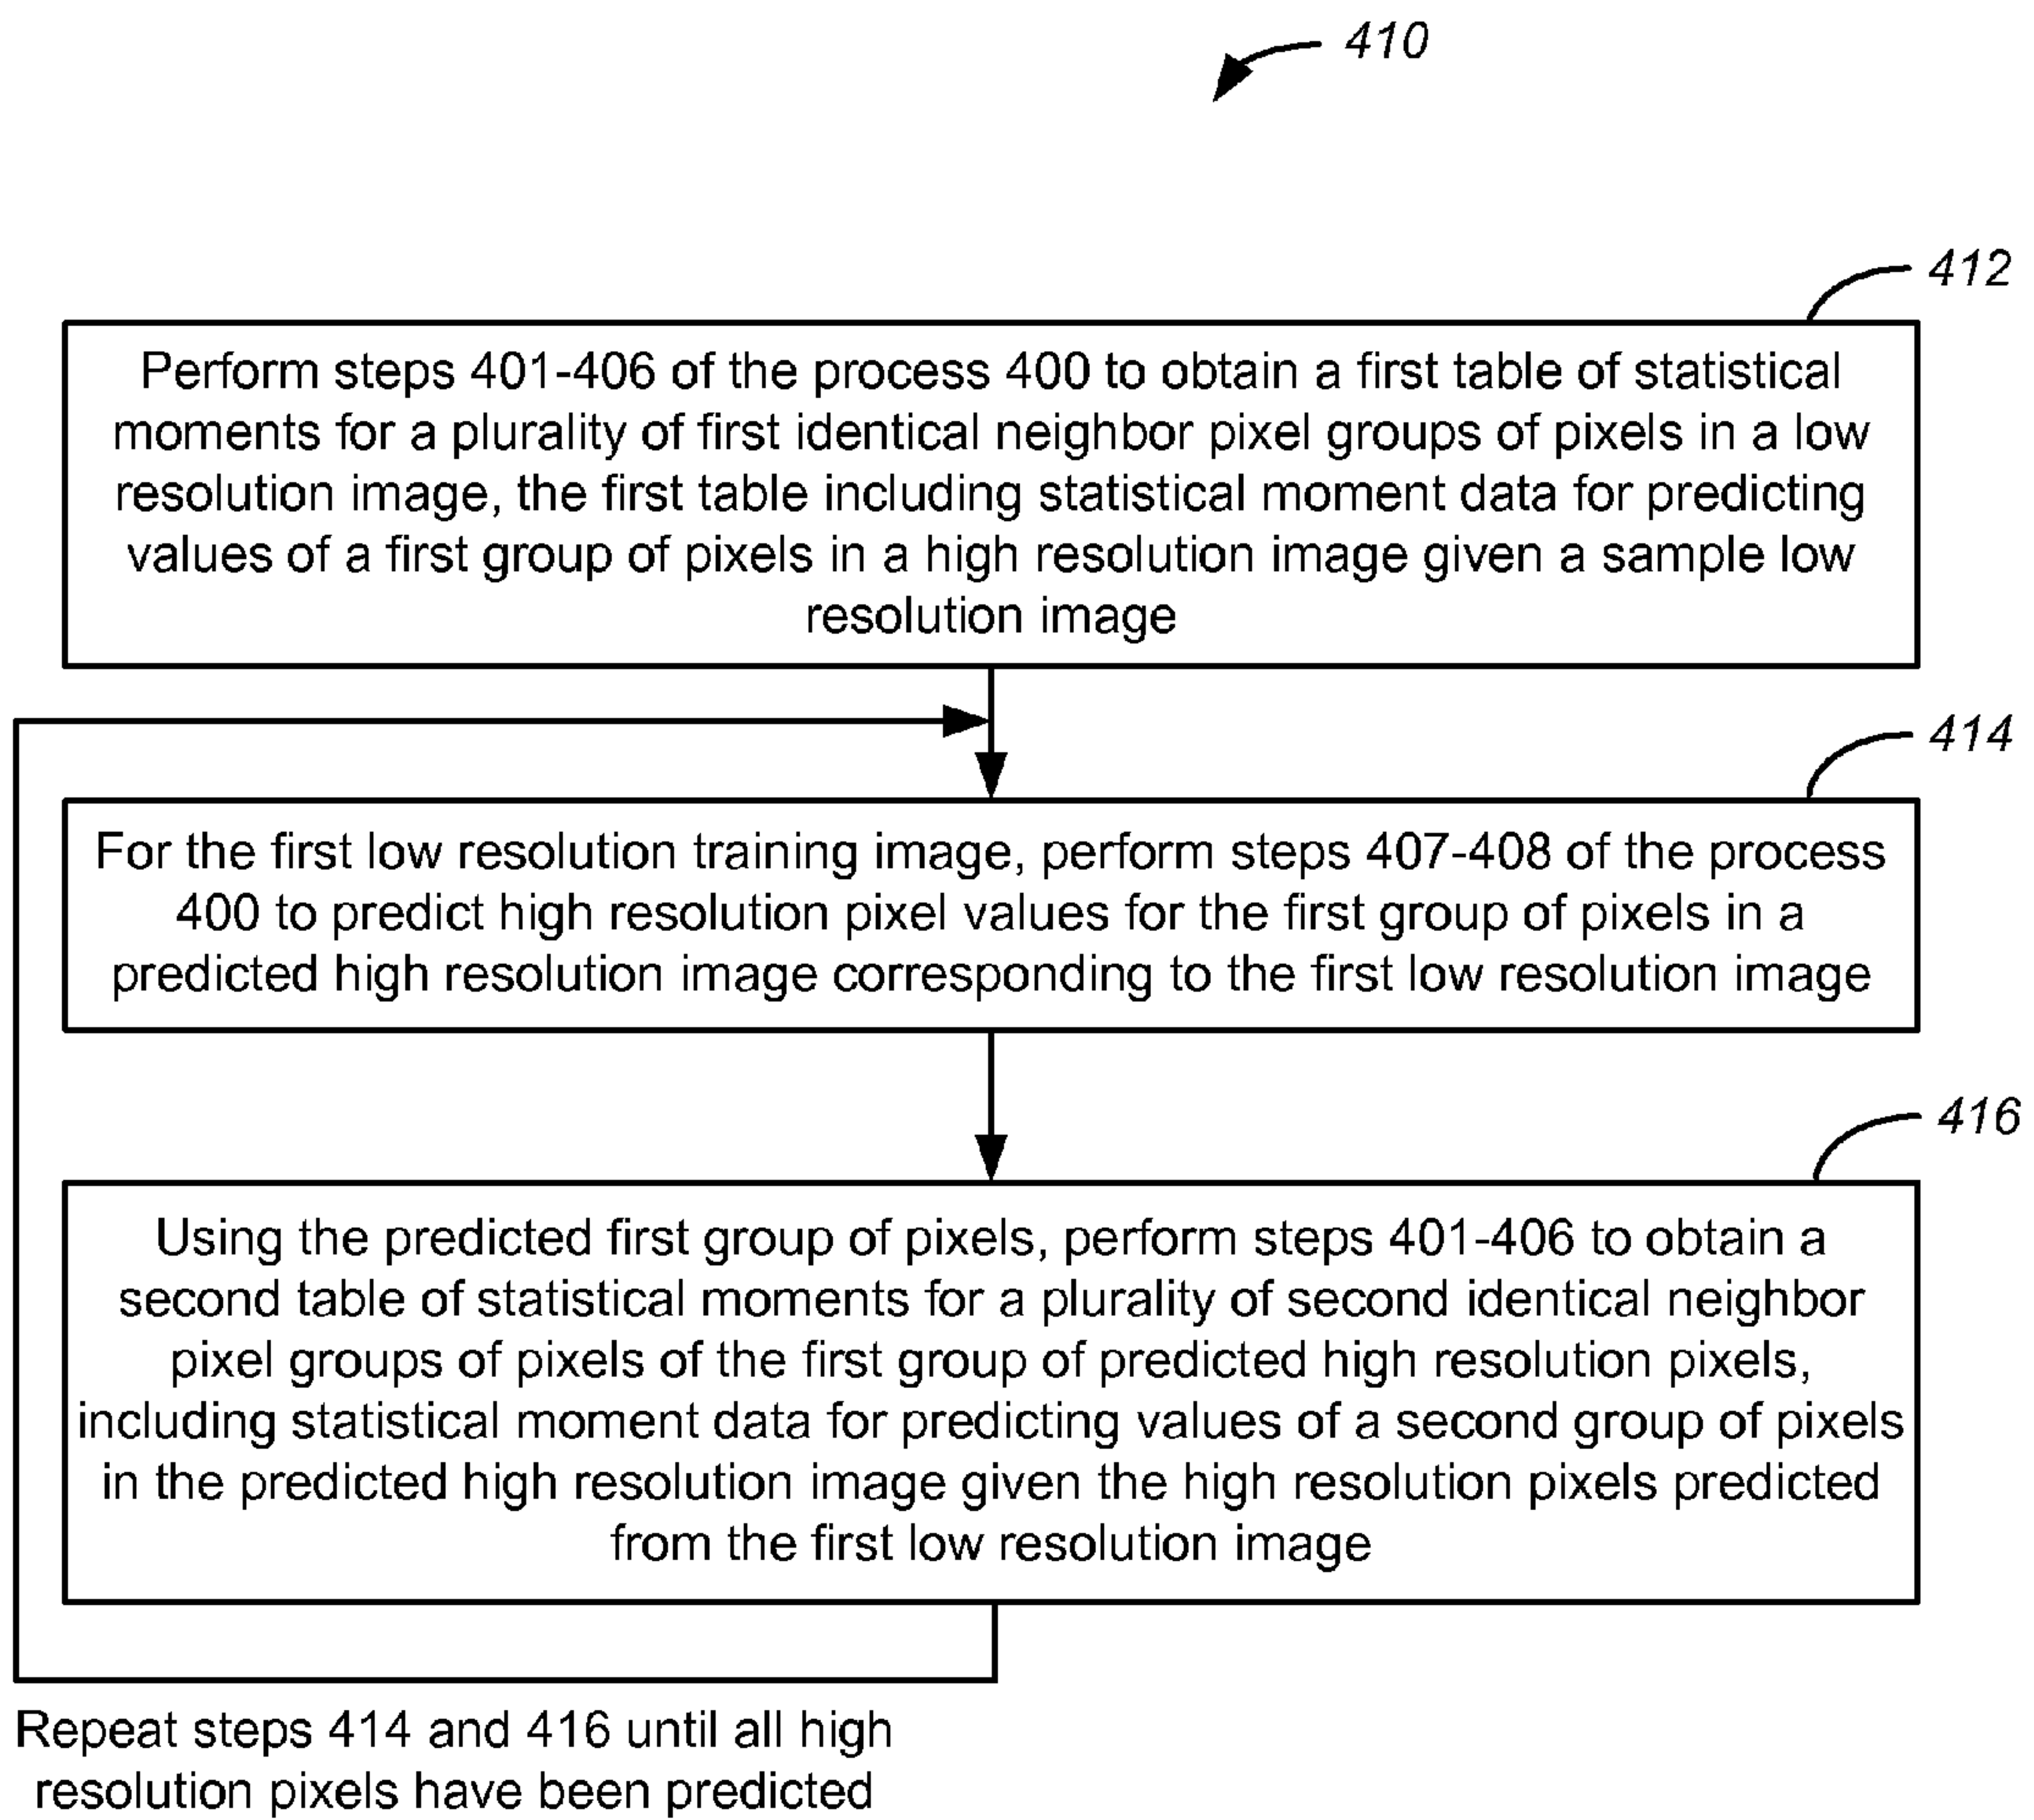 410
412
Perform steps 401-406 of the process 400 to obtain a first table of statistical
moments for a plurality of first identical neighbor pixel groups of pixels in a low
resolution image, the first table including statistical moment data for predicting
values of a first group of pixels in a high resolution image given a sample low
resolution image
414
For the first low resolution training image, perform steps 407-408 of the process
400 to predict high resolution pixel values for the first group of pixels in a
predicted high resolution image corresponding to the first low resolution image
416
Using the predicted first group of pixels, perform steps 401-406 to obtain a
second table of statistical moments for a plurality of second identical neighbor
pixel groups of pixels of the first group of predicted high resolution pixels,
including statistical moment data for predicting values of a second group of pixels
in the predicted high resolution image given the high resolution pixels predicted
from the first low resolution image
Repeat steps 414 and 416 until all high
resolution pixels have been predicted